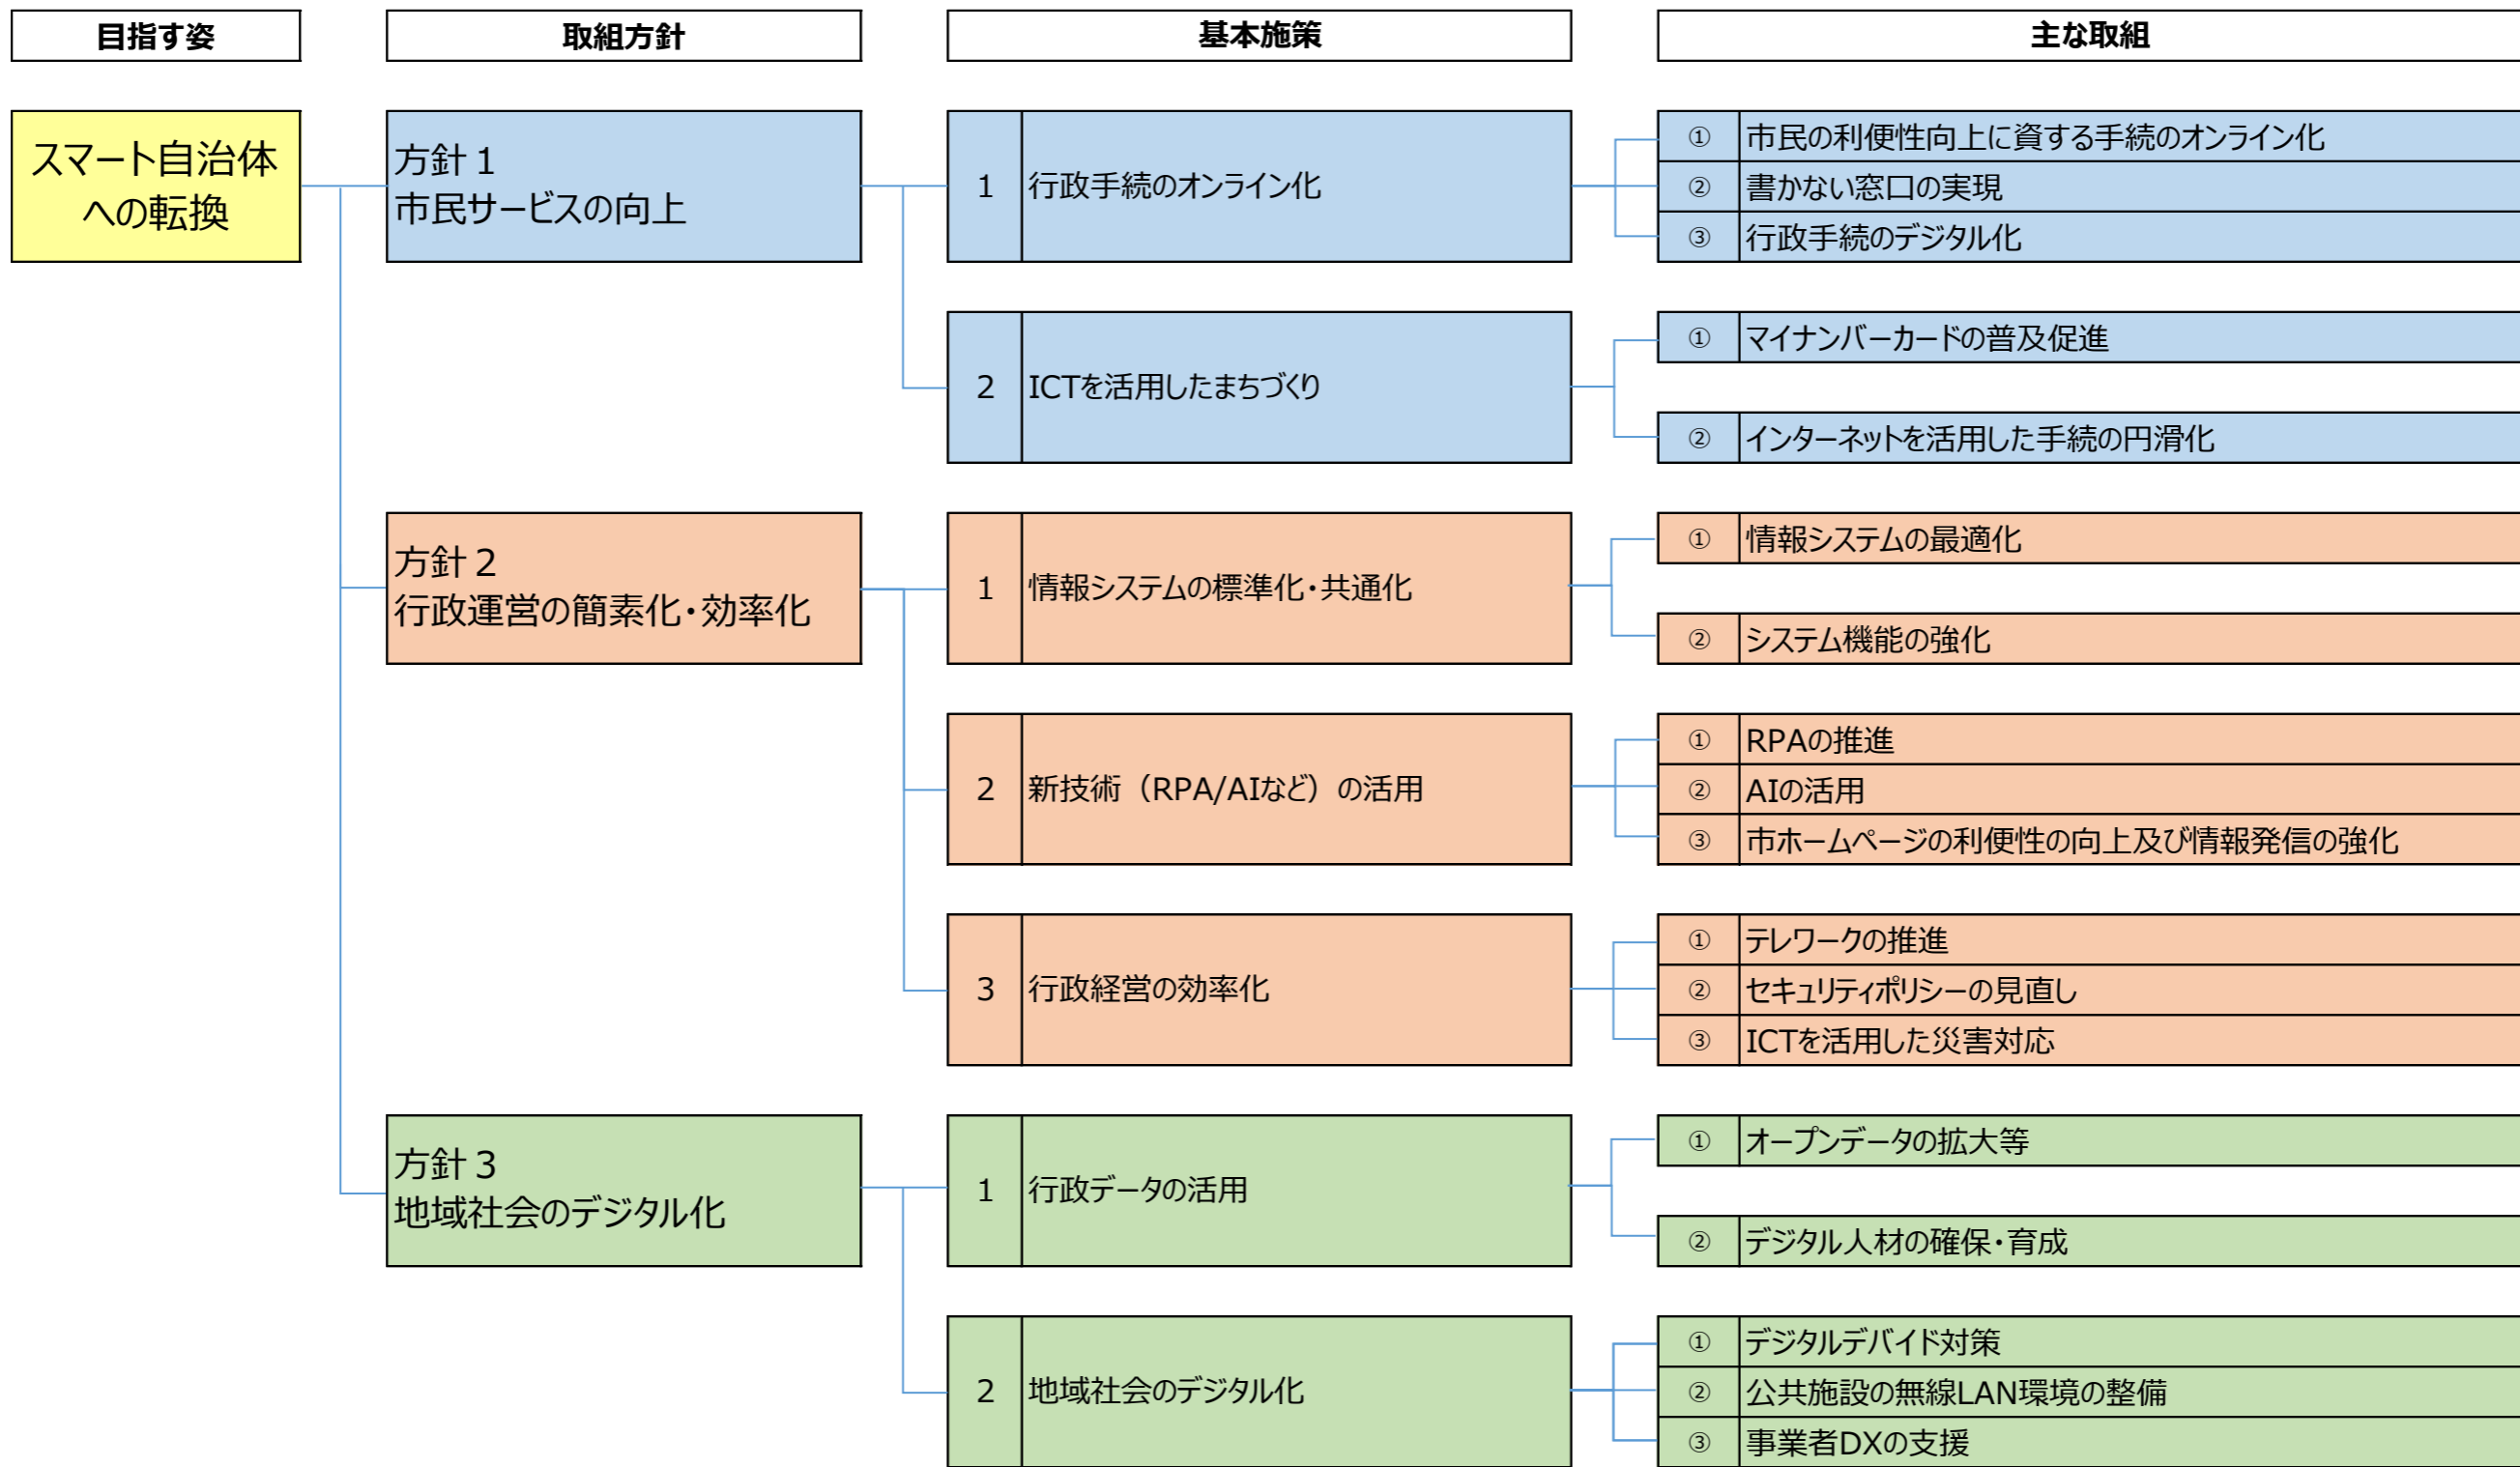 目指す姿
取組方針
基本施策
主な取組
スマート自治体
への転換
方針１
市民サービスの向上
1 行政手続のオンライン化
① 市民の利便性向上に資する手続のオンライン化
② 書かない窓口の実現
③ 行政手続のデジタル化
2 ICTを活用したまちづくり
① マイナンバーカードの普及促進
② インターネットを活用した手続の円滑化
方針２
行政運営の簡素化・効率化
1 情報システムの標準化・共通化
① 情報システムの最適化
② システム機能の強化
2 新技術（RPA/AIなど）の活用
① RPAの推進
② AIの活用
③ 市ホームページの利便性の向上及び情報発信の強化
3 行政経営の効率化
① テレワークの推進
② セキュリティポリシーの見直し
③ ICTを活用した災害対応
方針３
地域社会のデジタル化
1 行政データの活用
① オープンデータの拡大等
② デジタル人材の確保・育成
2 地域社会のデジタル化
① デジタルデバイド対策
② 公共施設の無線LAN環境の整備
③ 事業者DXの支援